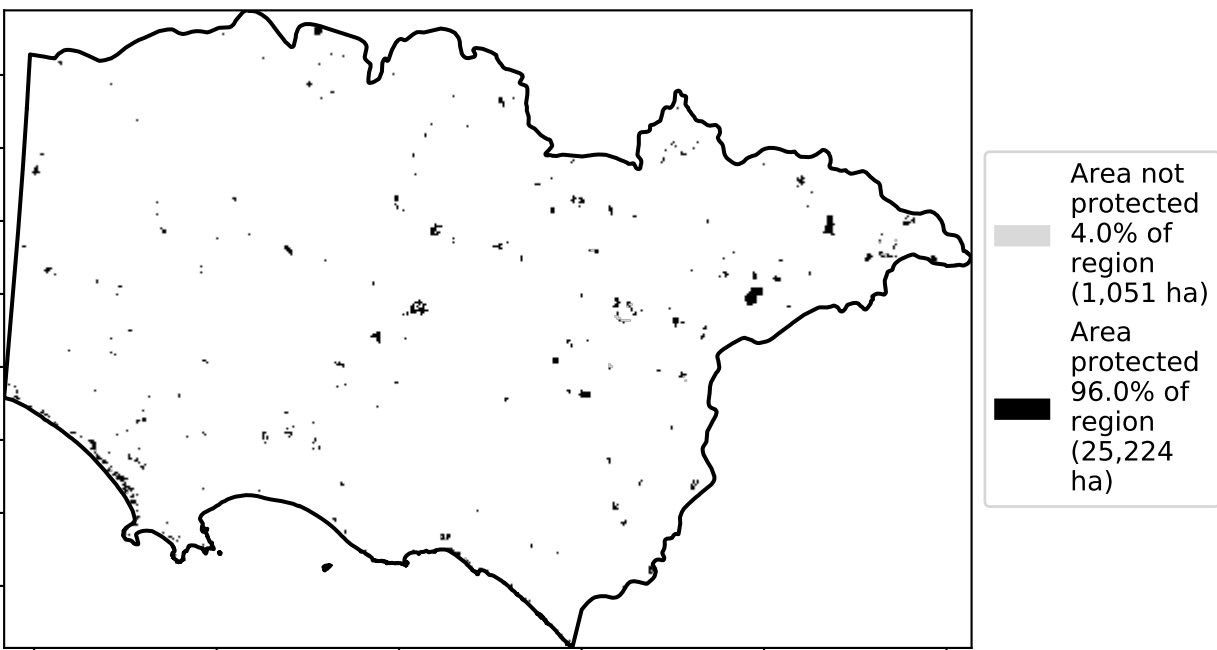 Area not
protected
4.0% of
region
(1,051 ha)
Area
protected
96.0% of
region
(25,224
ha)